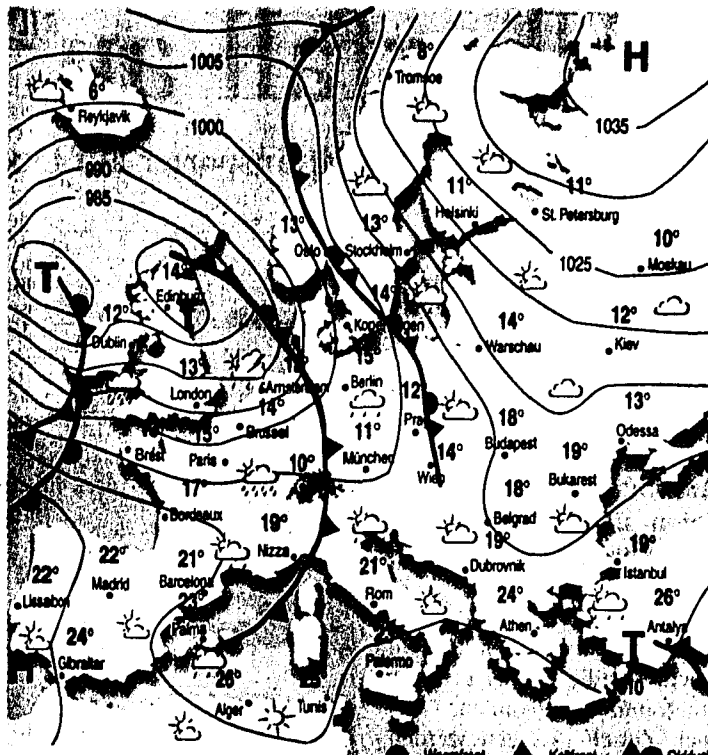 8°
1005
Tromsoe
H
6°
Reykjavik
1035
1000
990
985
11°
11°
13°
13°
Helsinki
St. Petersburg
Oslo
Stockholm
10°
Moskau
1025
T
14°
Edinburg
14°
12°
Dublin
T
12°
Kiev
14°
Warschau
15°
Berlin
13°
London
Amsterdam
14°
Brüssel
12°
Prag
18°
Budapest
13°
Odessa
15°
Paris
Brest
11°
München
14°
Wien
19°
Bukarest
10°
17°
Bordeaux
18°
Belgrad
19°
Nizza
19°
Dubrovnik
19°
Istanbul
22°
Lissabon
22°
Madrid
21°
Barcelona
21°
Rom
24°
Athen
26°
Antalya
23°
Palma
24°
Gibraltar
Palermo
T
26°
Alger
Tunis